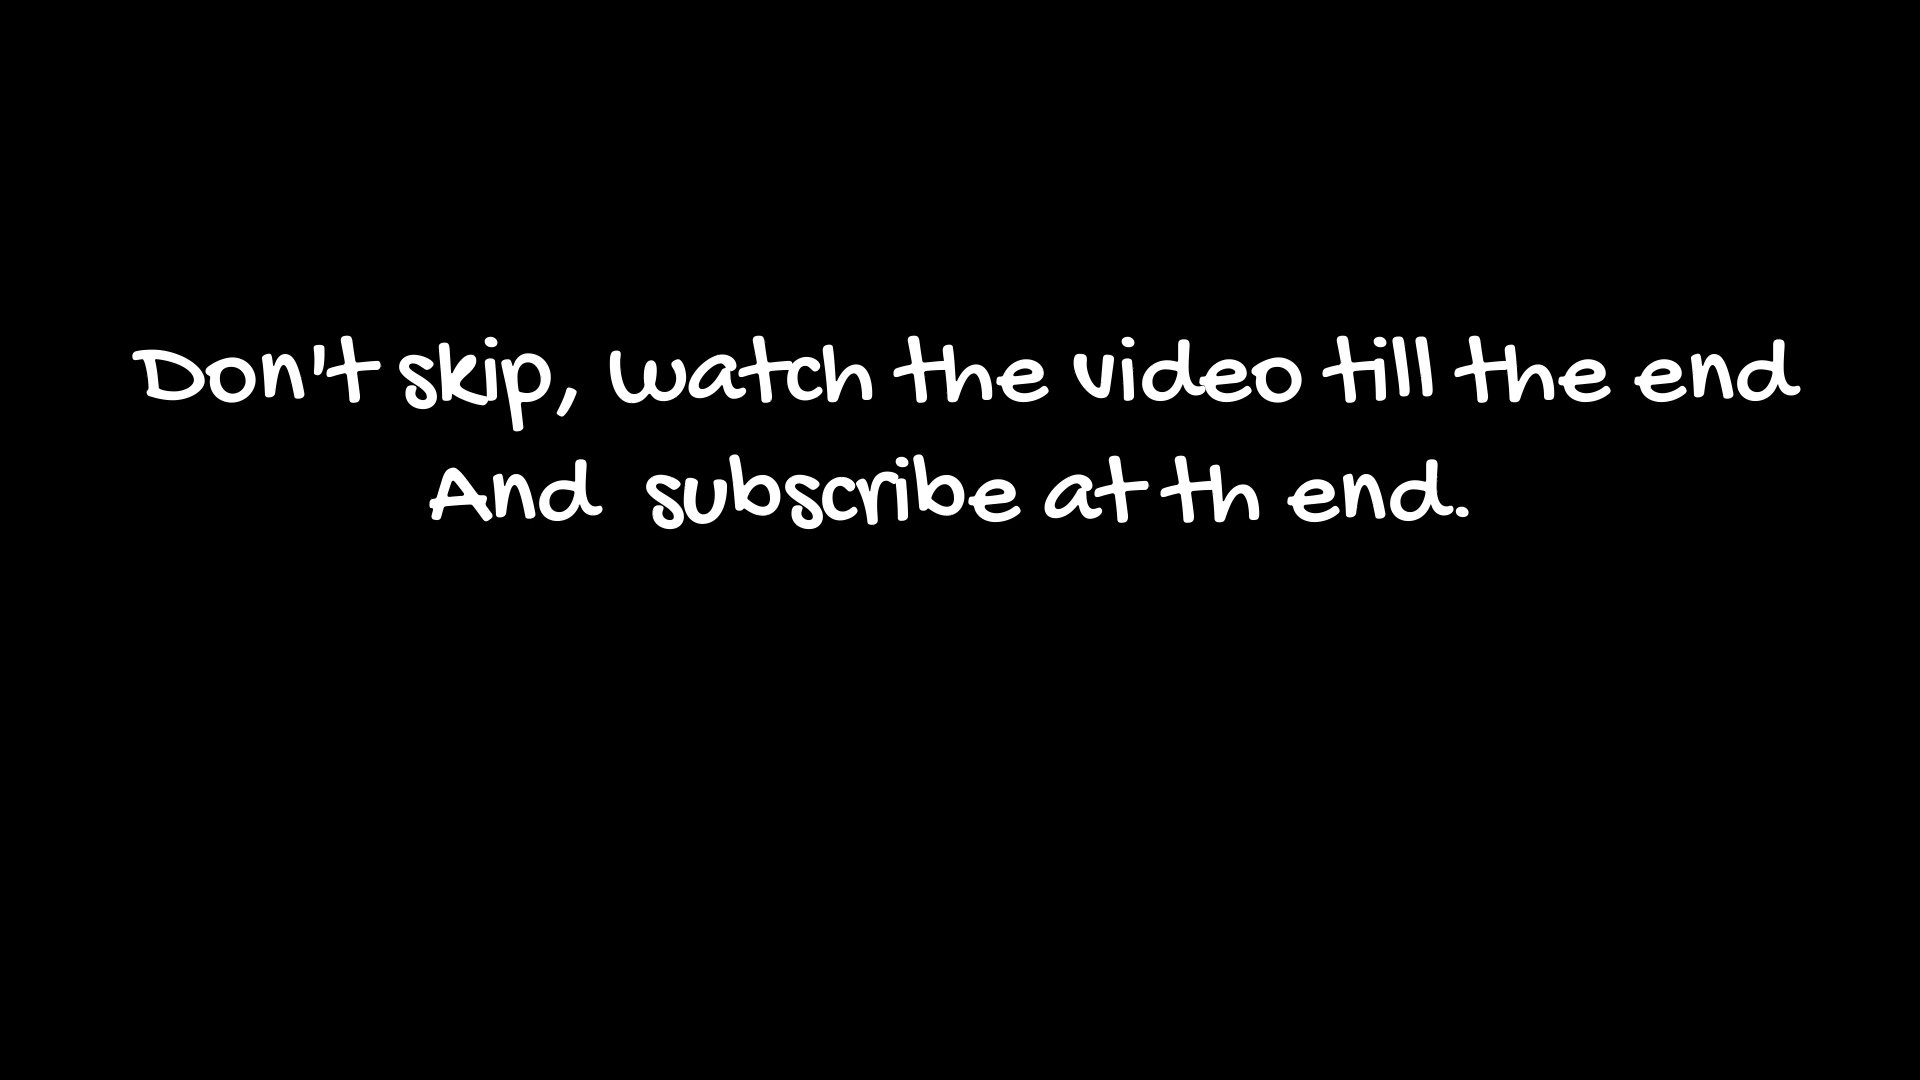 Don't skip, Watch the video till the end
And subscribe at th end.